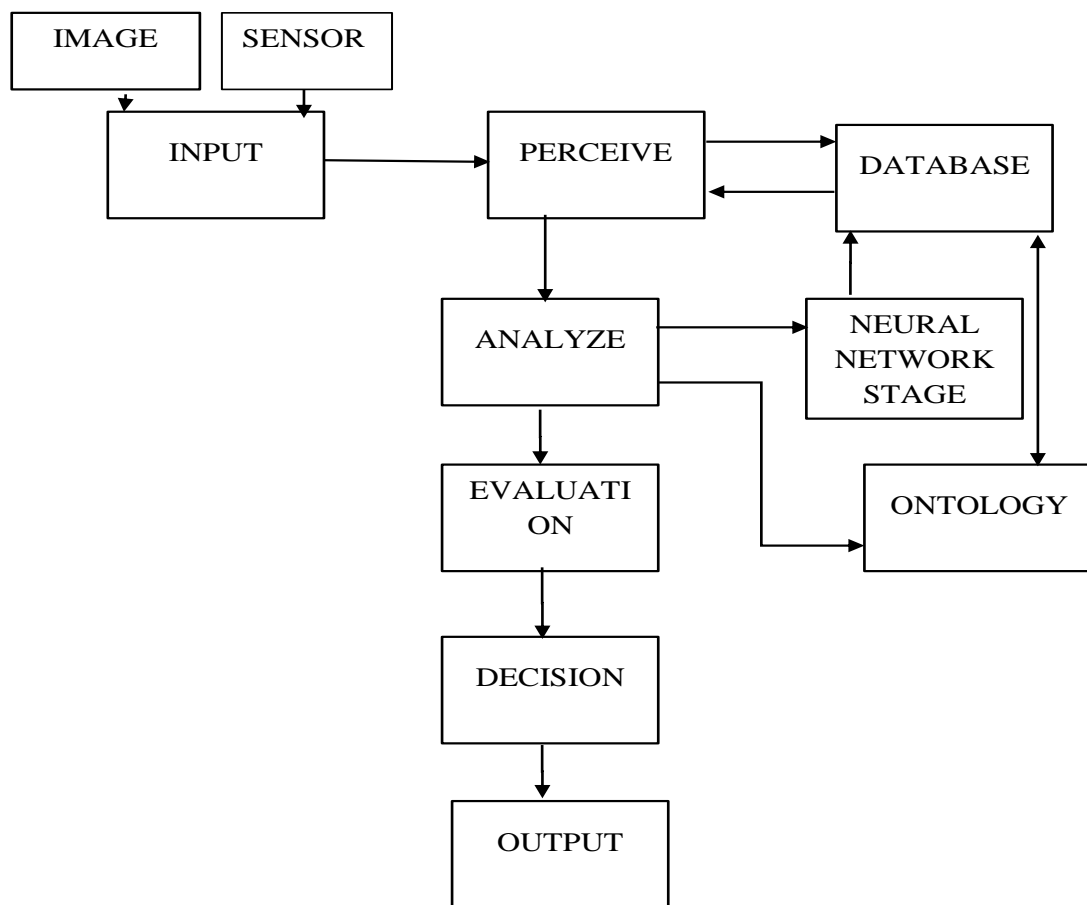 IMAGE
SENSOR
INPUT
PERCEIVE
DATABASE
ANALYZE
NEURAL
NETWORK
STAGE
EVALUATI
ON
ONTOLOGY
DECISION
OUTPUT